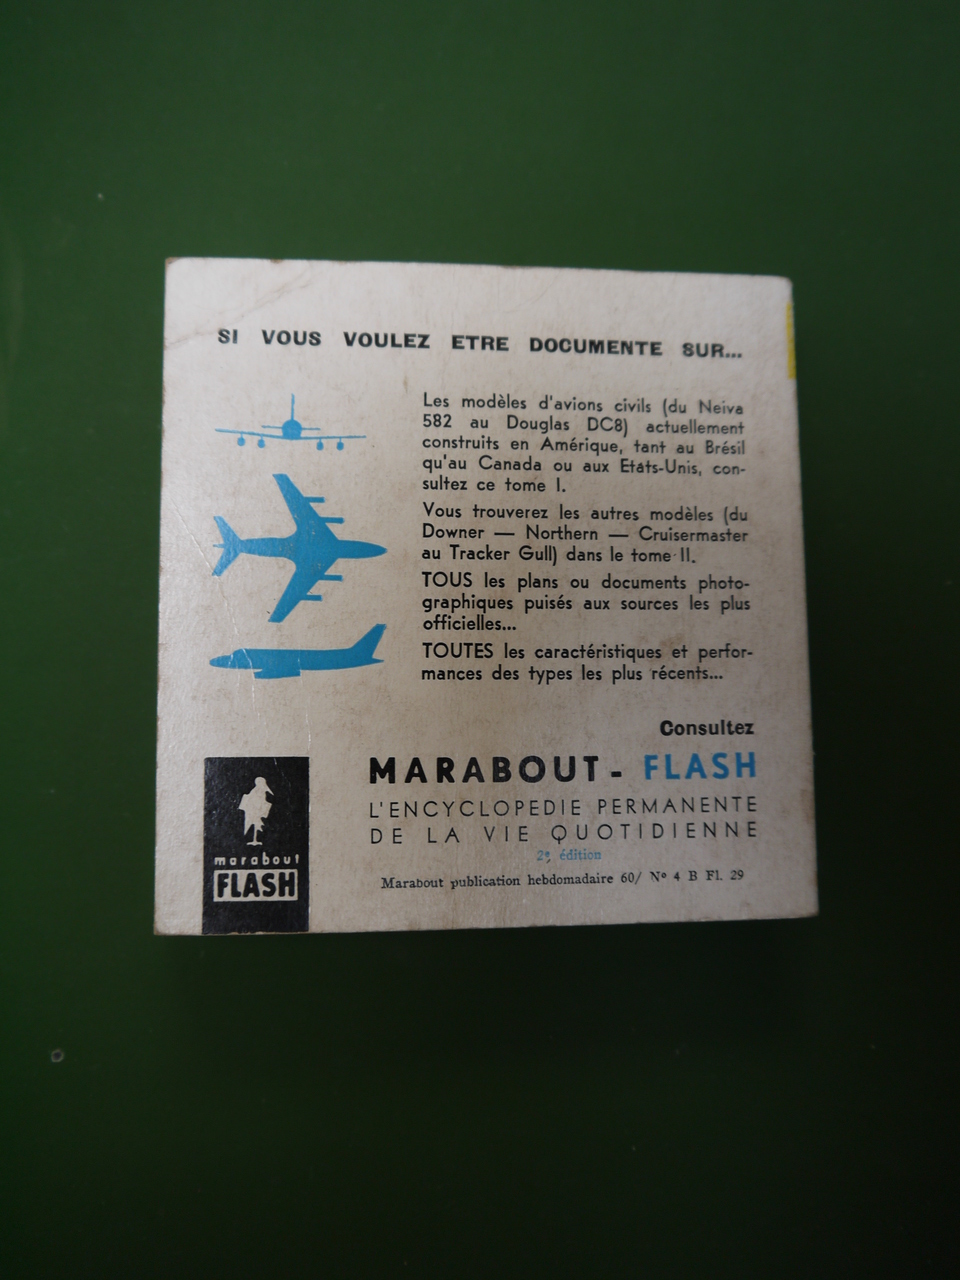 SI VOUS VOULEZ ETRE DOCUMENTE SUR...
Les modèles d'avions civils (du Neiva
582 au Douglas DC8) actuellement
construits en Amérique, tant au Brésil
qu'au Canada ou aux Etats-Unis, con-
sultez ce tome I.
Vous trouverez les autres modèles (du
Downer — Northern — Cruisermaster
au Tracker Gull) dans le tome II.
TOUS les plans ou documents photo-
graphiques puisés aux sources les plus
officielles...
TOUTES les caractéristiques et perfor-
mances des types les plus récents...
Consultez
MARABOUT - FLASH
L'ENCYCLOPEDIE PERMANENTE
DE LA VIE QUOTIDIENNE
2e édition
Marabout publication hebdomadaire 60/ No 4 B Fl. 29
marabout
FLASH